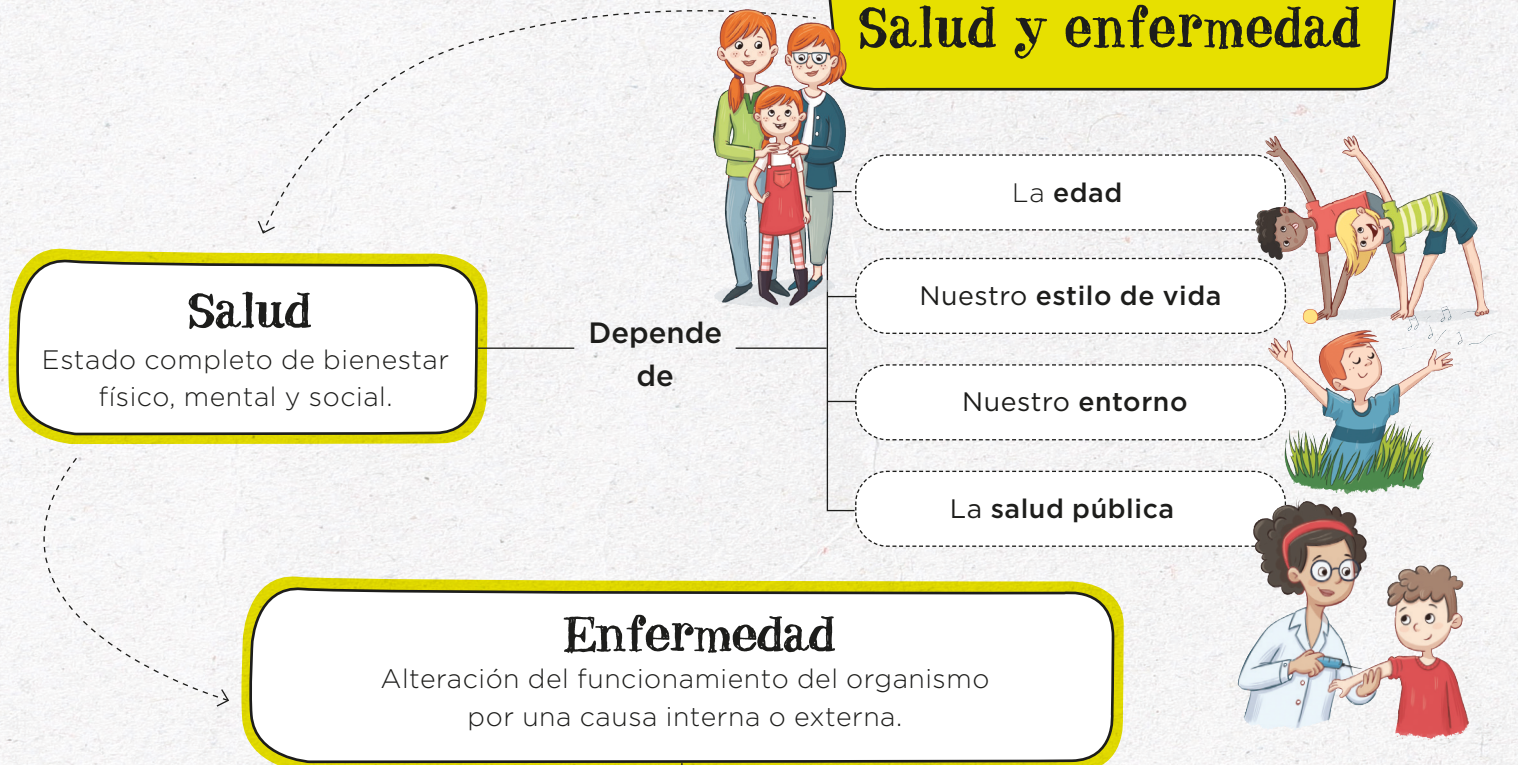 Salud y enfermedad
Salud
Estado completo de bienestar
físico, mental y social.
Depende
de
La edad
Nuestro estilo de vida
Nuestro entorno
La salud pública
Enfermedad
Alteración del funcionamiento del organismo
por una causa interna o externa.